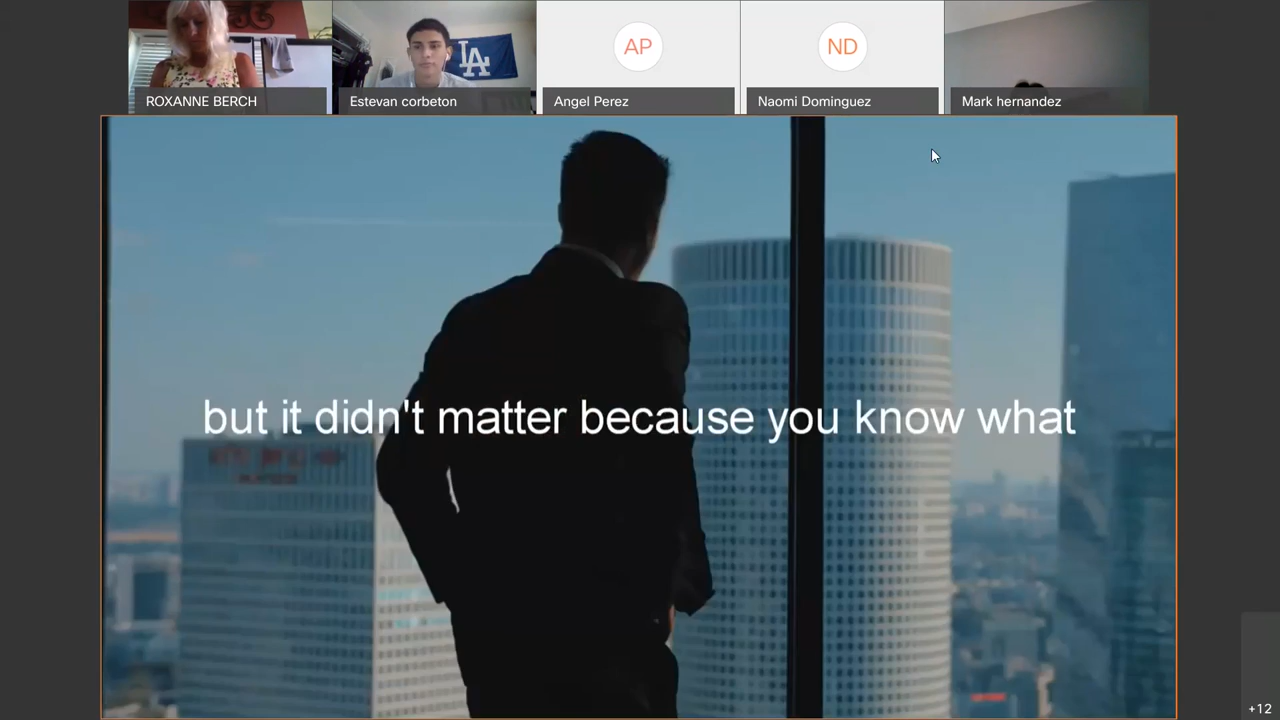 ROXANNE BERCH
Estevan corbeton
Angel Perez
Naomi Dominguez
Mark hernandez
AP
ND
LA
but it didn't matter because you know what
+12